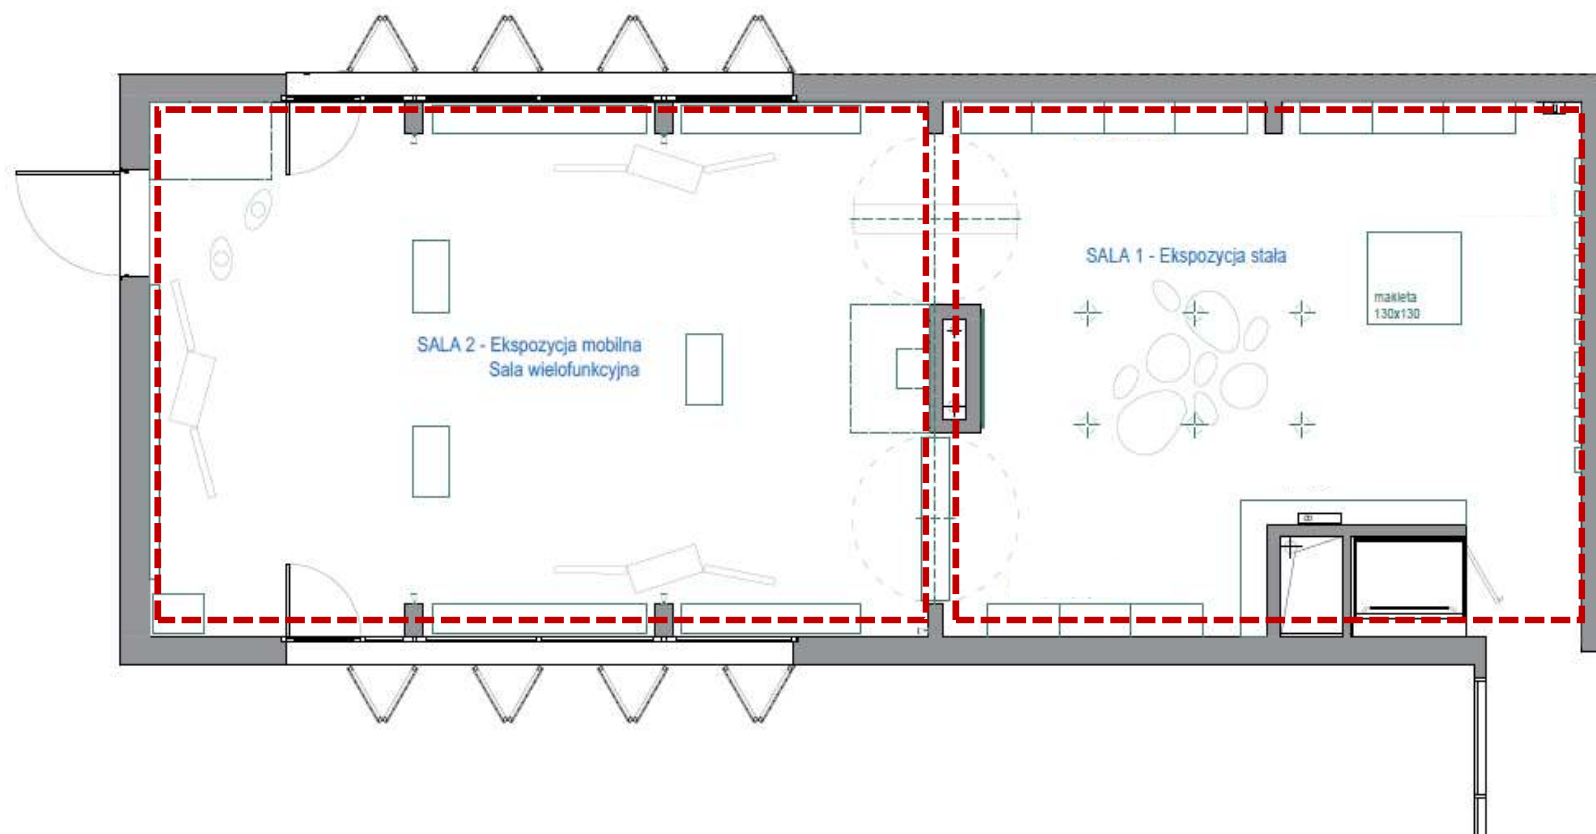 SALA 1 - Ekspozycja stała
makieta
130x130
SALA 2 - Ekspozycja mobilna
Sala wielofunkcyjna